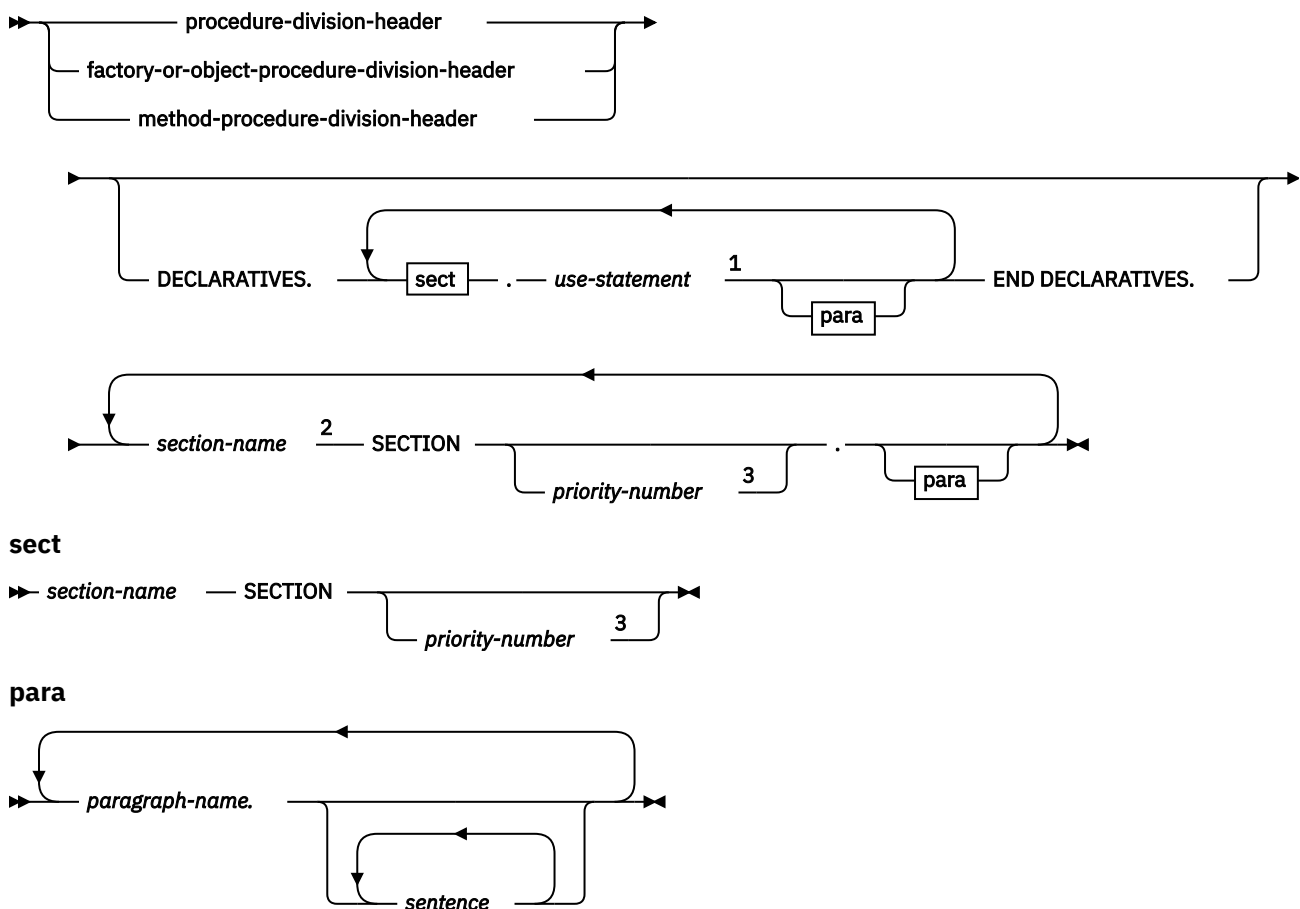 procedure-division-header
factory-or-object-procedure-division-header
method-procedure-division-header
DECLARATIVES. sect . use-statement 1 para END DECLARATIVES.
section-name 2 SECTION priority-number 3 . para
sect
section-name SECTION priority-number 3
para
paragraph-name.
sentence